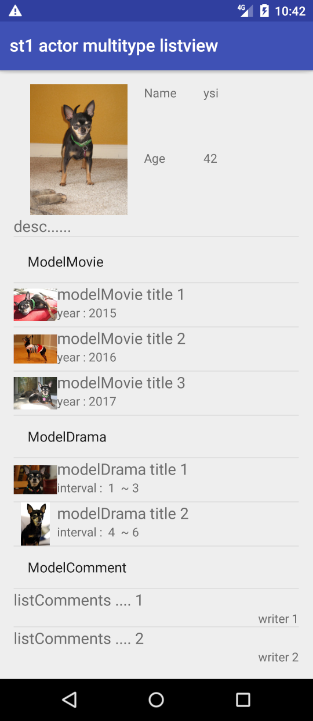 4G 10:42
st1 actor multitype listview
Name ysi
Age 42
desc......
ModelMovie
modelMovie title 1
year : 2015
modelMovie title 2
year : 2016
modelMovie title 3
year : 2017
ModelDrama
modelDrama title 1
interval : 1 ~ 3
modelDrama title 2
interval : 4 ~ 6
ModelComment
listComments .... 1
writer 1
listComments .... 2
writer 2